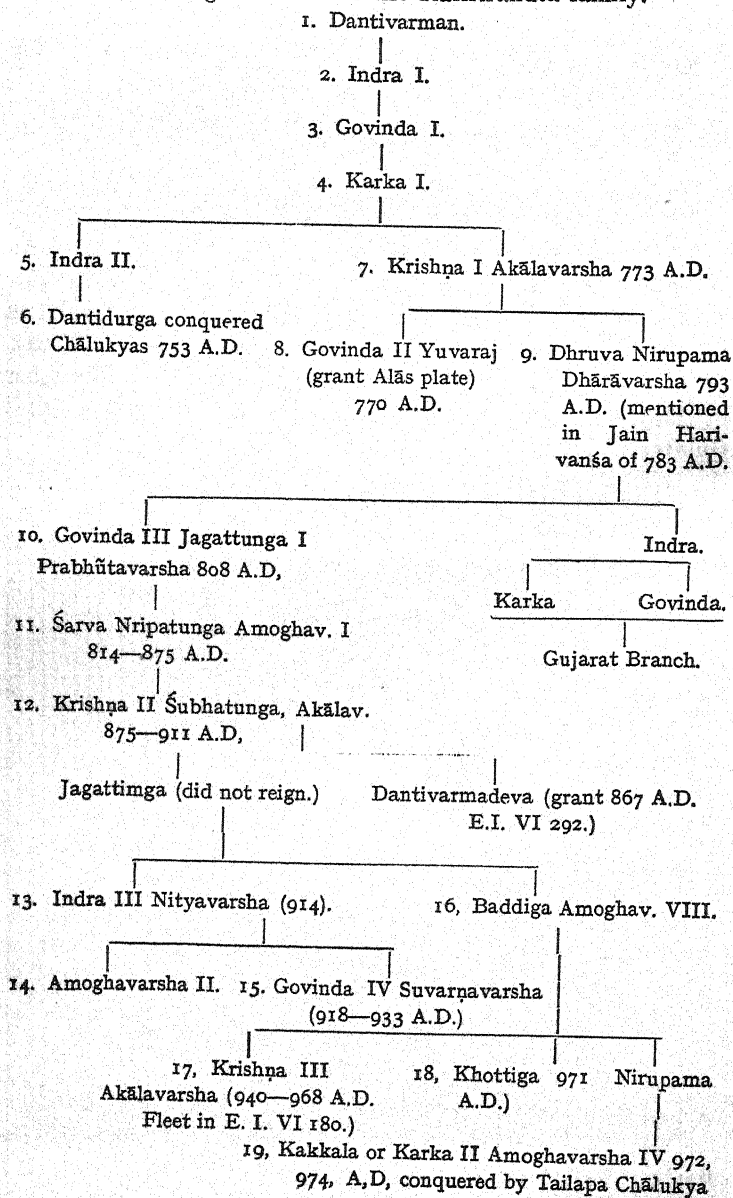 1. Dantivarman.
2. Indra I.
3. Govinda I.
4. Karka I.
5. Indra II.
7. Krishṇa I Akālavarsha 773 A.D.
6. Dantidurga conquered
Chālukyas 753 A.D.
8. Govinda II Yuvaraj
(grant Alās plate)
770 A.D.
9. Dhruva Nirupama
Dhārāvarsha 793
A.D. (mentioned
in Jain Hari-
vanśa of 783 A.D.
10. Govinda III Jagattunga I
Prabhūtavarsha 808 A.D,
Indra.
Karka
Govinda.
Gujarat Branch.
11. Śarva Nripatunga Amoghav. I
814—875 A.D.
12. Krishṇa II Śubhatunga, Akālav.
875—911 A.D,
Jagattimga (did not reign.)
Dantivarmadeva (grant 867 A.D.
E.I. VI 292.)
13. Indra III Nityavarsha (914).
16, Baddiga Amoghav. VIII.
14. Amoghavarsha II.
15. Govinda IV Suvarṇavarsha
(918—933 A.D.)
17, Krishṇa III
Akālavarsha (940—968 A.D.
Fleet in E. I. VI 180.)
18, Khottiga 971
A.D.)
Nirupama
19, Kakkala or Karka II Amoghavarsha IV 972,
974, A,D, conquered by Tailapa Chālukya